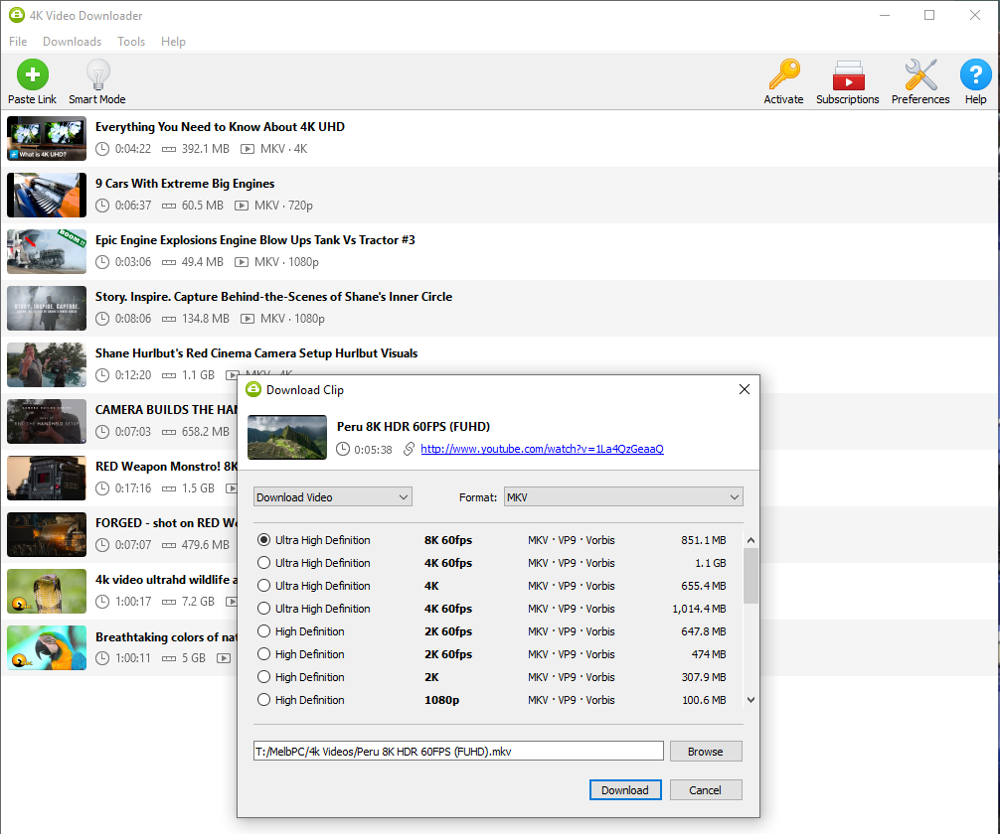 4K Video Downloader
File Downloads Tools Help
Paste Link Smart Mode Activate Subscriptions Preferences Help
What is 4K UHD?
Everything You Need to Know About 4K UHD
0:04:22 392.1 MB MKV · 4K
9 Cars With Extreme Big Engines
0:06:37 60.5 MB MKV · 720p
BOOM!!
Epic Engine Explosions Engine Blow Ups Tank Vs Tractor #3
0:03:06 49.4 MB MKV · 1080p
STORY. INSPIRE. CAPTURE.
Story. Inspire. Capture Behind-the-Scenes of Shane's Inner Circle
0:08:06 134.8 MB MKV · 1080p
Shane Hurlbut's Red Cinema Camera Setup Hurlbut Visuals
0:12:20 1.1 GB MKV · 4K
CAMERA BUILDS THE HAN
0:07:03 658.2 MB
RED Weapon Monstro! 8K
0:17:16 1.5 GB
FORGED - shot on RED We
0:07:07 479.6 MB
4k video ultrahd wildlife a
1:00:17 7.2 GB
Breathtaking colors of nat
1:00:11 5 GB
Download Clip
Peru 8K HDR 60FPS (FUHD)
0:05:38 http://www.youtube.com/watch?v=1La4QzGeaaQ
Download Video Format: MKV
Ultra High Definition 8K 60fps MKV · VP9 · Vorbis 851.1 MB
Ultra High Definition 4K 60fps MKV · VP9 · Vorbis 1.1 GB
Ultra High Definition 4K MKV · VP9 · Vorbis 655.4 MB
Ultra High Definition 4K 60fps MKV · VP9 · Vorbis 1,014.4 MB
High Definition 2K 60fps MKV · VP9 · Vorbis 647.8 MB
High Definition 2K 60fps MKV · VP9 · Vorbis 474 MB
High Definition 2K MKV · VP9 · Vorbis 307.9 MB
High Definition 1080p MKV · VP9 · Vorbis 100.6 MB
T:/MelbPC/4k Videos/Peru 8K HDR 60FPS (FUHD).mkv Browse
Download Cancel